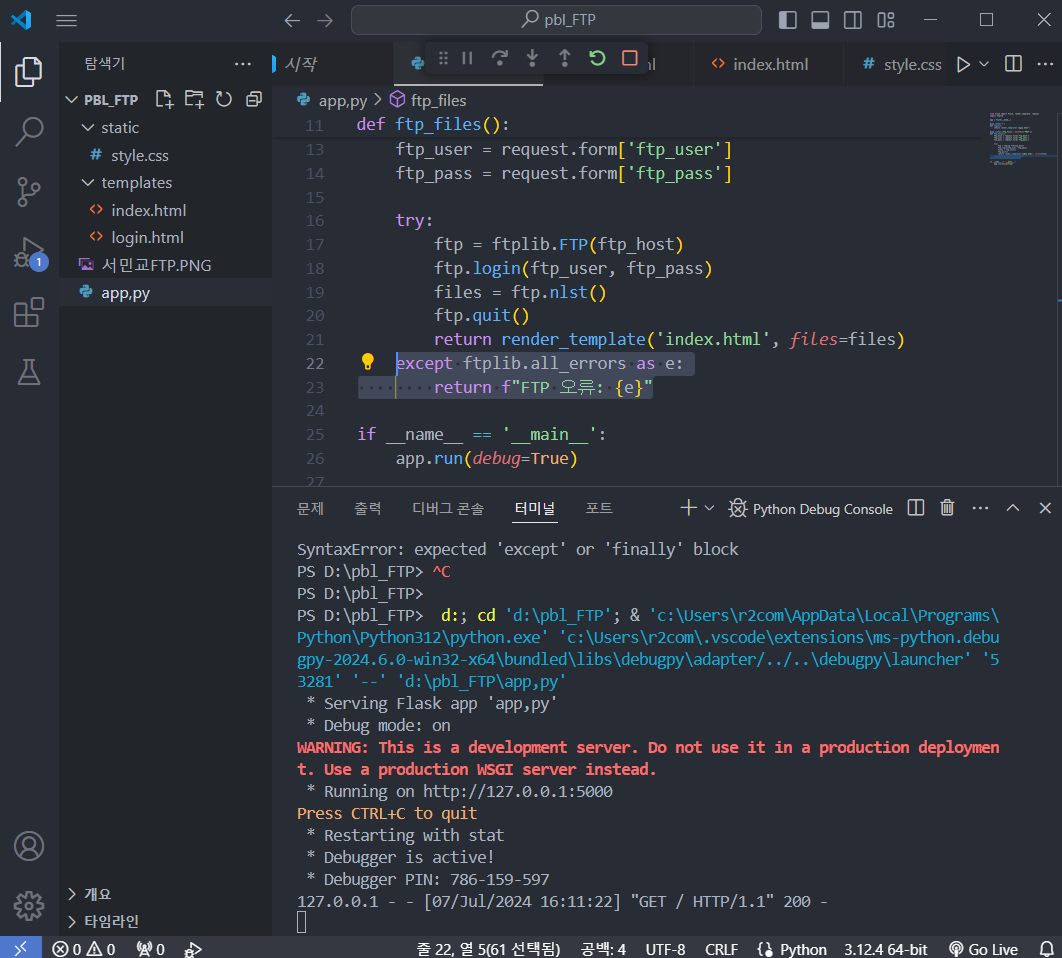 pbl_FTP
탐색기
시작
index.html
style.css
PBL_FTP
app,py
ftp_files
static
style.css
templates
index.html
login.html
서민교FTP.PNG
app,py
1
11 def ftp_files():
13 ftp_user = request.form['ftp_user']
14 ftp_pass = request.form['ftp_pass']
15
16 try:
17 ftp = ftplib.FTP(ftp_host)
18 ftp.login(ftp_user, ftp_pass)
19 files = ftp.nlst()
20 ftp.quit()
21 return render_template('index.html', files=files)
22 except ftplib.all_errors as e:
23 return f"FTP 오류: {e}"
24
25 if __name__ == '__main__':
26 app.run(debug=True)
27
문제 출력 디버그 콘솔 터미널 포트
Python Debug Console
SyntaxError: expected 'except' or 'finally' block
PS D:\pbl_FTP> ^C
PS D:\pbl_FTP>
PS D:\pbl_FTP>  d:; cd 'd:\pbl_FTP'; & 'c:\Users\r2com\AppData\Local\Programs\
Python\Python312\python.exe' 'c:\Users\r2com\.vscode\extensions\ms-python.debu
gpy-2024.6.0-win32-x64\bundled\libs\debugpy\adapter/../..\debugpy\launcher' '5
3281' '--' 'd:\pbl_FTP\app,py'
 * Serving Flask app 'app,py'
 * Debug mode: on
WARNING: This is a development server. Do not use it in a production deploymen
t. Use a production WSGI server instead.
 * Running on http://127.0.0.1:5000
Press CTRL+C to quit
 * Restarting with stat
 * Debugger is active!
 * Debugger PIN: 786-159-597
127.0.0.1 - - [07/Jul/2024 16:11:22] "GET / HTTP/1.1" 200 -
개요
타임라인
0 0 0 줄 22, 열 5(61 선택됨) 공백: 4 UTF-8 CRLF Python 3.12.4 64-bit Go Live